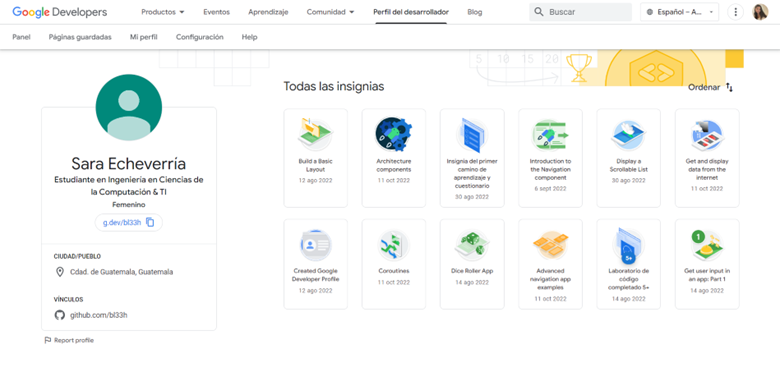 Google Developers Productos Eventos Aprendizaje Comunidad Perfil del desarrollador Blog Buscar Español – A...
Panel Páginas guardadas Mi perfil Configuración Help
5 10 15 20
Todas las insignias
Ordenar
Sara Echeverría
Estudiante en Ingeniería en Ciencias de
la Computación & TI
Femenino
g.dev/bl33h
CIUDAD/PUEBLO
Cdad. de Guatemala, Guatemala
VÍNCULOS
github.com/bl33h
Report profile
Build a Basic
Layout
12 ago 2022
Architecture
components
11 oct 2022
Insignia del primer
camino de
aprendizaje y
cuestionario
30 ago 2022
Introduction to
the Navigation
component
6 sept 2022
Display a
Scrollable List
30 ago 2022
Get and display
data from the
internet
11 oct 2022
Created Google
Developer Profile
12 ago 2022
Coroutines
11 oct 2022
Dice Roller App
14 ago 2022
Advanced
navigation app
examples
11 oct 2022
5+
Laboratorio de
código
completado 5+
14 ago 2022
1
Get user input in
an app: Part 1
14 ago 2022